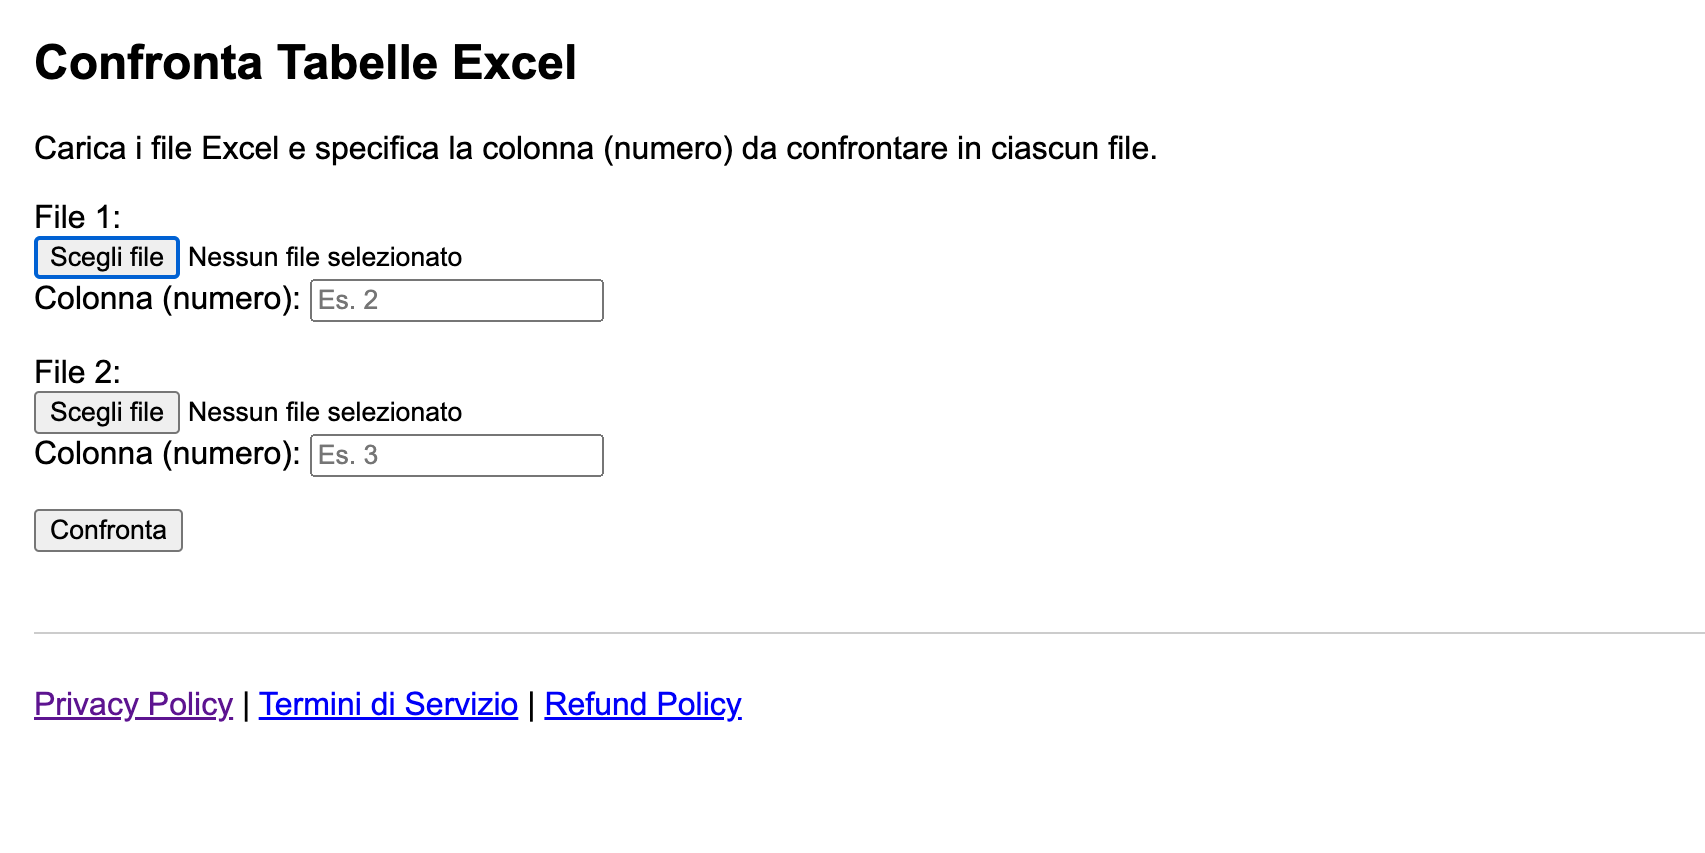 Confronta Tabelle Excel
Carica i file Excel e specifica la colonna (numero) da confrontare in ciascun file.
File 1:
Scegli file Nessun file selezionato
Colonna (numero): Es. 2
File 2:
Scegli file Nessun file selezionato
Colonna (numero): Es. 3
Confronta
Privacy Policy | Termini di Servizio | Refund Policy